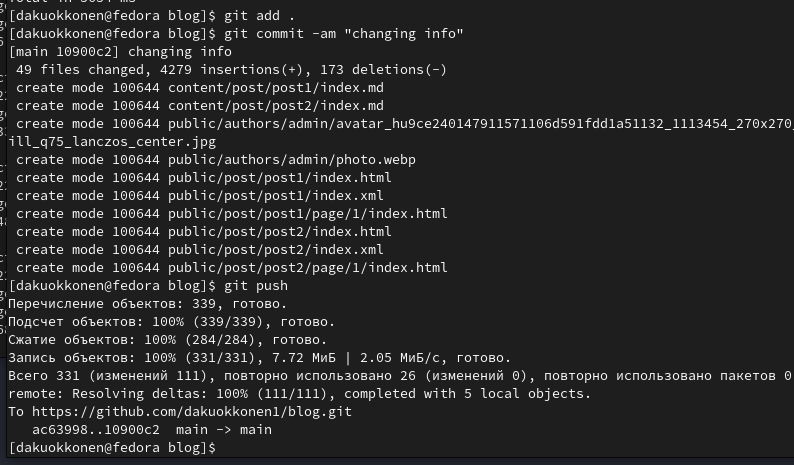 [dakuokkonen@fedora blog]$ git add .
[dakuokkonen@fedora blog]$ git commit -am "changing info"
[main 10900c2] changing info
 49 files changed, 4279 insertions(+), 173 deletions(-)
 create mode 100644 content/post/post1/index.md
 create mode 100644 content/post/post2/index.md
 create mode 100644 public/authors/admin/avatar_hu9ce240147911571106d591fdd1a51132_1113454_270x270_
ill_q75_lanczos_center.jpg
 create mode 100644 public/authors/admin/photo.webp
 create mode 100644 public/post/post1/index.html
 create mode 100644 public/post/post1/index.xml
 create mode 100644 public/post/post1/page/1/index.html
 create mode 100644 public/post/post2/index.html
 create mode 100644 public/post/post2/index.xml
 create mode 100644 public/post/post2/page/1/index.html
[dakuokkonen@fedora blog]$ git push
Перечисление объектов: 339, готово.
Подсчет объектов: 100% (339/339), готово.
Сжатие объектов: 100% (284/284), готово.
Запись объектов: 100% (331/331), 7.72 МиБ | 2.05 МиБ/с, готово.
Всего 331 (изменений 111), повторно использовано 26 (изменений 0), повторно использовано пакетов 0
remote: Resolving deltas: 100% (111/111), completed with 5 local objects.
To https://github.com/dakuokkonen1/blog.git
   ac63998..10900c2  main -> main
[dakuokkonen@fedora blog]$